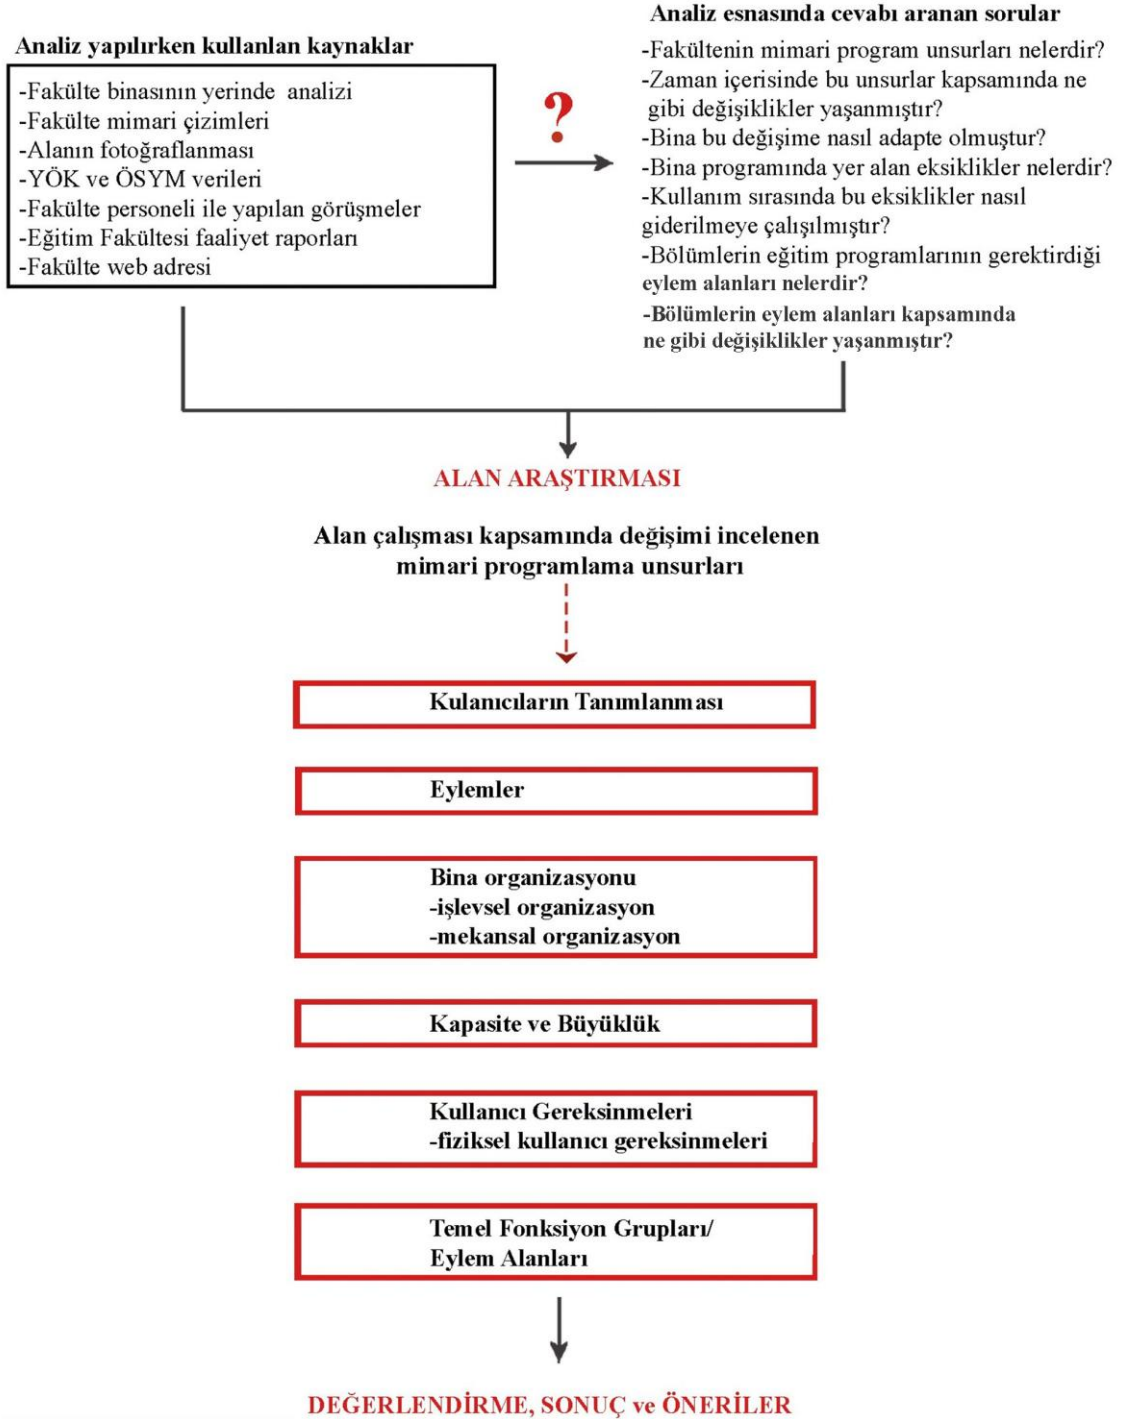 Analiz yapılırken kullanlan kaynaklar
-Fakülte binasının yerinde analizi
-Fakülte mimari çizimleri
-Alanın fotoğraflanması
-YÖK ve ÖSYM verileri
-Fakülte personeli ile yapılan görüşmeler
-Eğitim Fakültesi faaliyet raporları
-Fakülte web adresi
?
Analiz esnasında cevabı aranan sorular
-Fakültenin mimari program unsurları nelerdir?
-Zaman içerisinde bu unsurlar kapsamında ne
gibi değişiklikler yaşanmıştır?
-Bina bu değişime nasıl adapte olmuştur?
-Bina programında yer alan eksiklikler nelerdir?
-Kullanım sırasında bu eksiklikler nasıl
giderilmeye çalışılmıştır?
-Bölümlerin eğitim programlarının gerektirdiği
eylem alanları nelerdir?
-Bölümlerin eylem alanları kapsamında
ne gibi değişiklikler yaşanmıştır?
ALAN ARAŞTIRMASI
Alan çalışması kapsamında değişimi incelenen
mimari programlama unsurları
Kulanıcıların Tanımlanması
Eylemler
Bina organizasyonu
-işlevsel organizasyon
-mekansal organizasyon
Kapasite ve Büyüklük
Kullanıcı Gereksinmeleri
-fiziksel kullanıcı gereksinmeleri
Temel Fonksiyon Grupları/
Eylem Alanları
DEĞERLENDİRME, SONUÇ ve ÖNERİLER